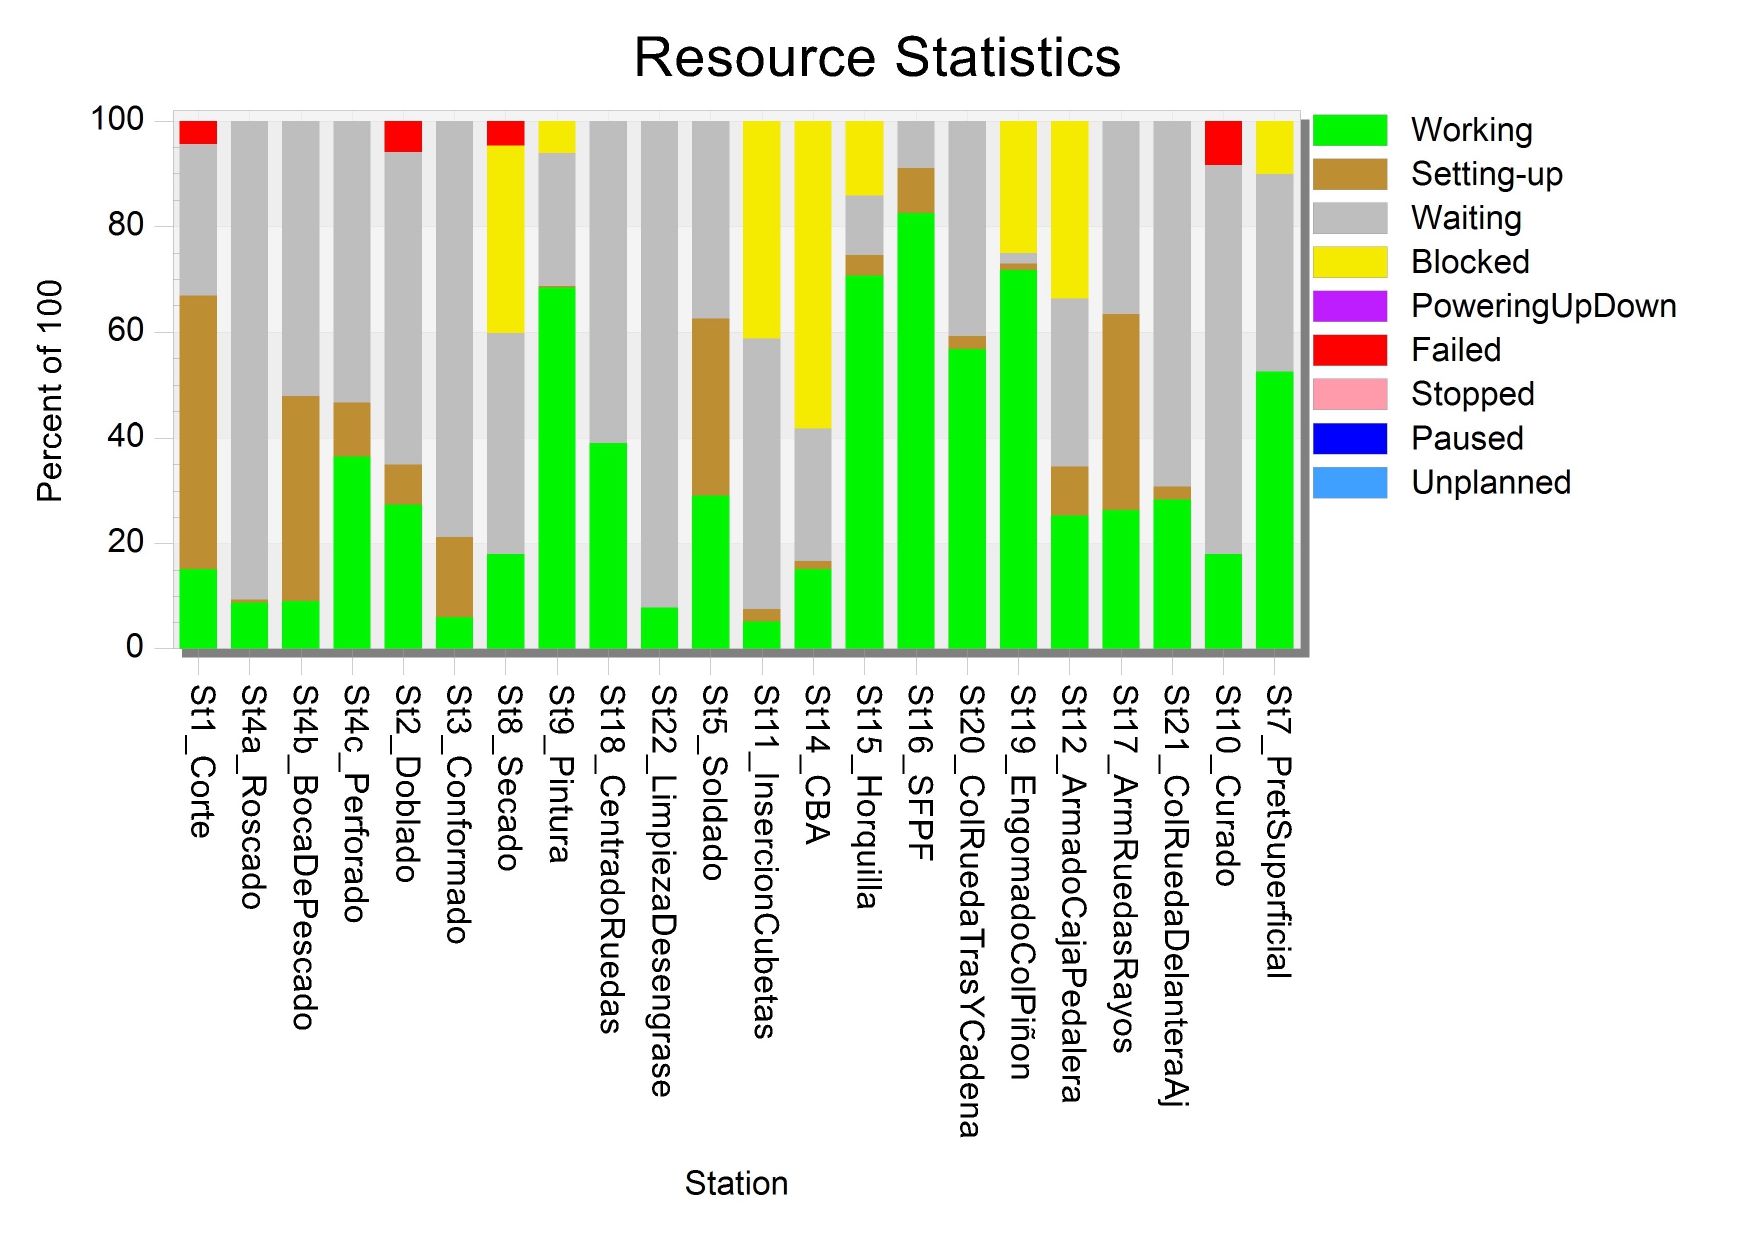 Resource Statistics
Percent of 100
100
80
60
40
20
0
Working
Setting-up
Waiting
Blocked
PoweringUpDown
Failed
Stopped
Paused
Unplanned
St1_Corte
St4a_Roscado
St4b_BocaDePescado
St4c_Perforado
St2_Doblado
St3_Conformado
St8_Secado
St9_Pintura
St18_CentradoRuedas
St22_LimpiezaDesengrase
St5_Soldado
St11_InsercionCubetas
St14_CBA
St15_Horquilla
St16_SFPF
St20_ColRuedaTrasYCadena
St19_EngomadoColPiñon
St12_ArmadoCajaPedalera
St17_ArmRuedasRayos
St21_ColRuedaDelanteraAj
St10_Curado
St7_PretSuperficial
Station